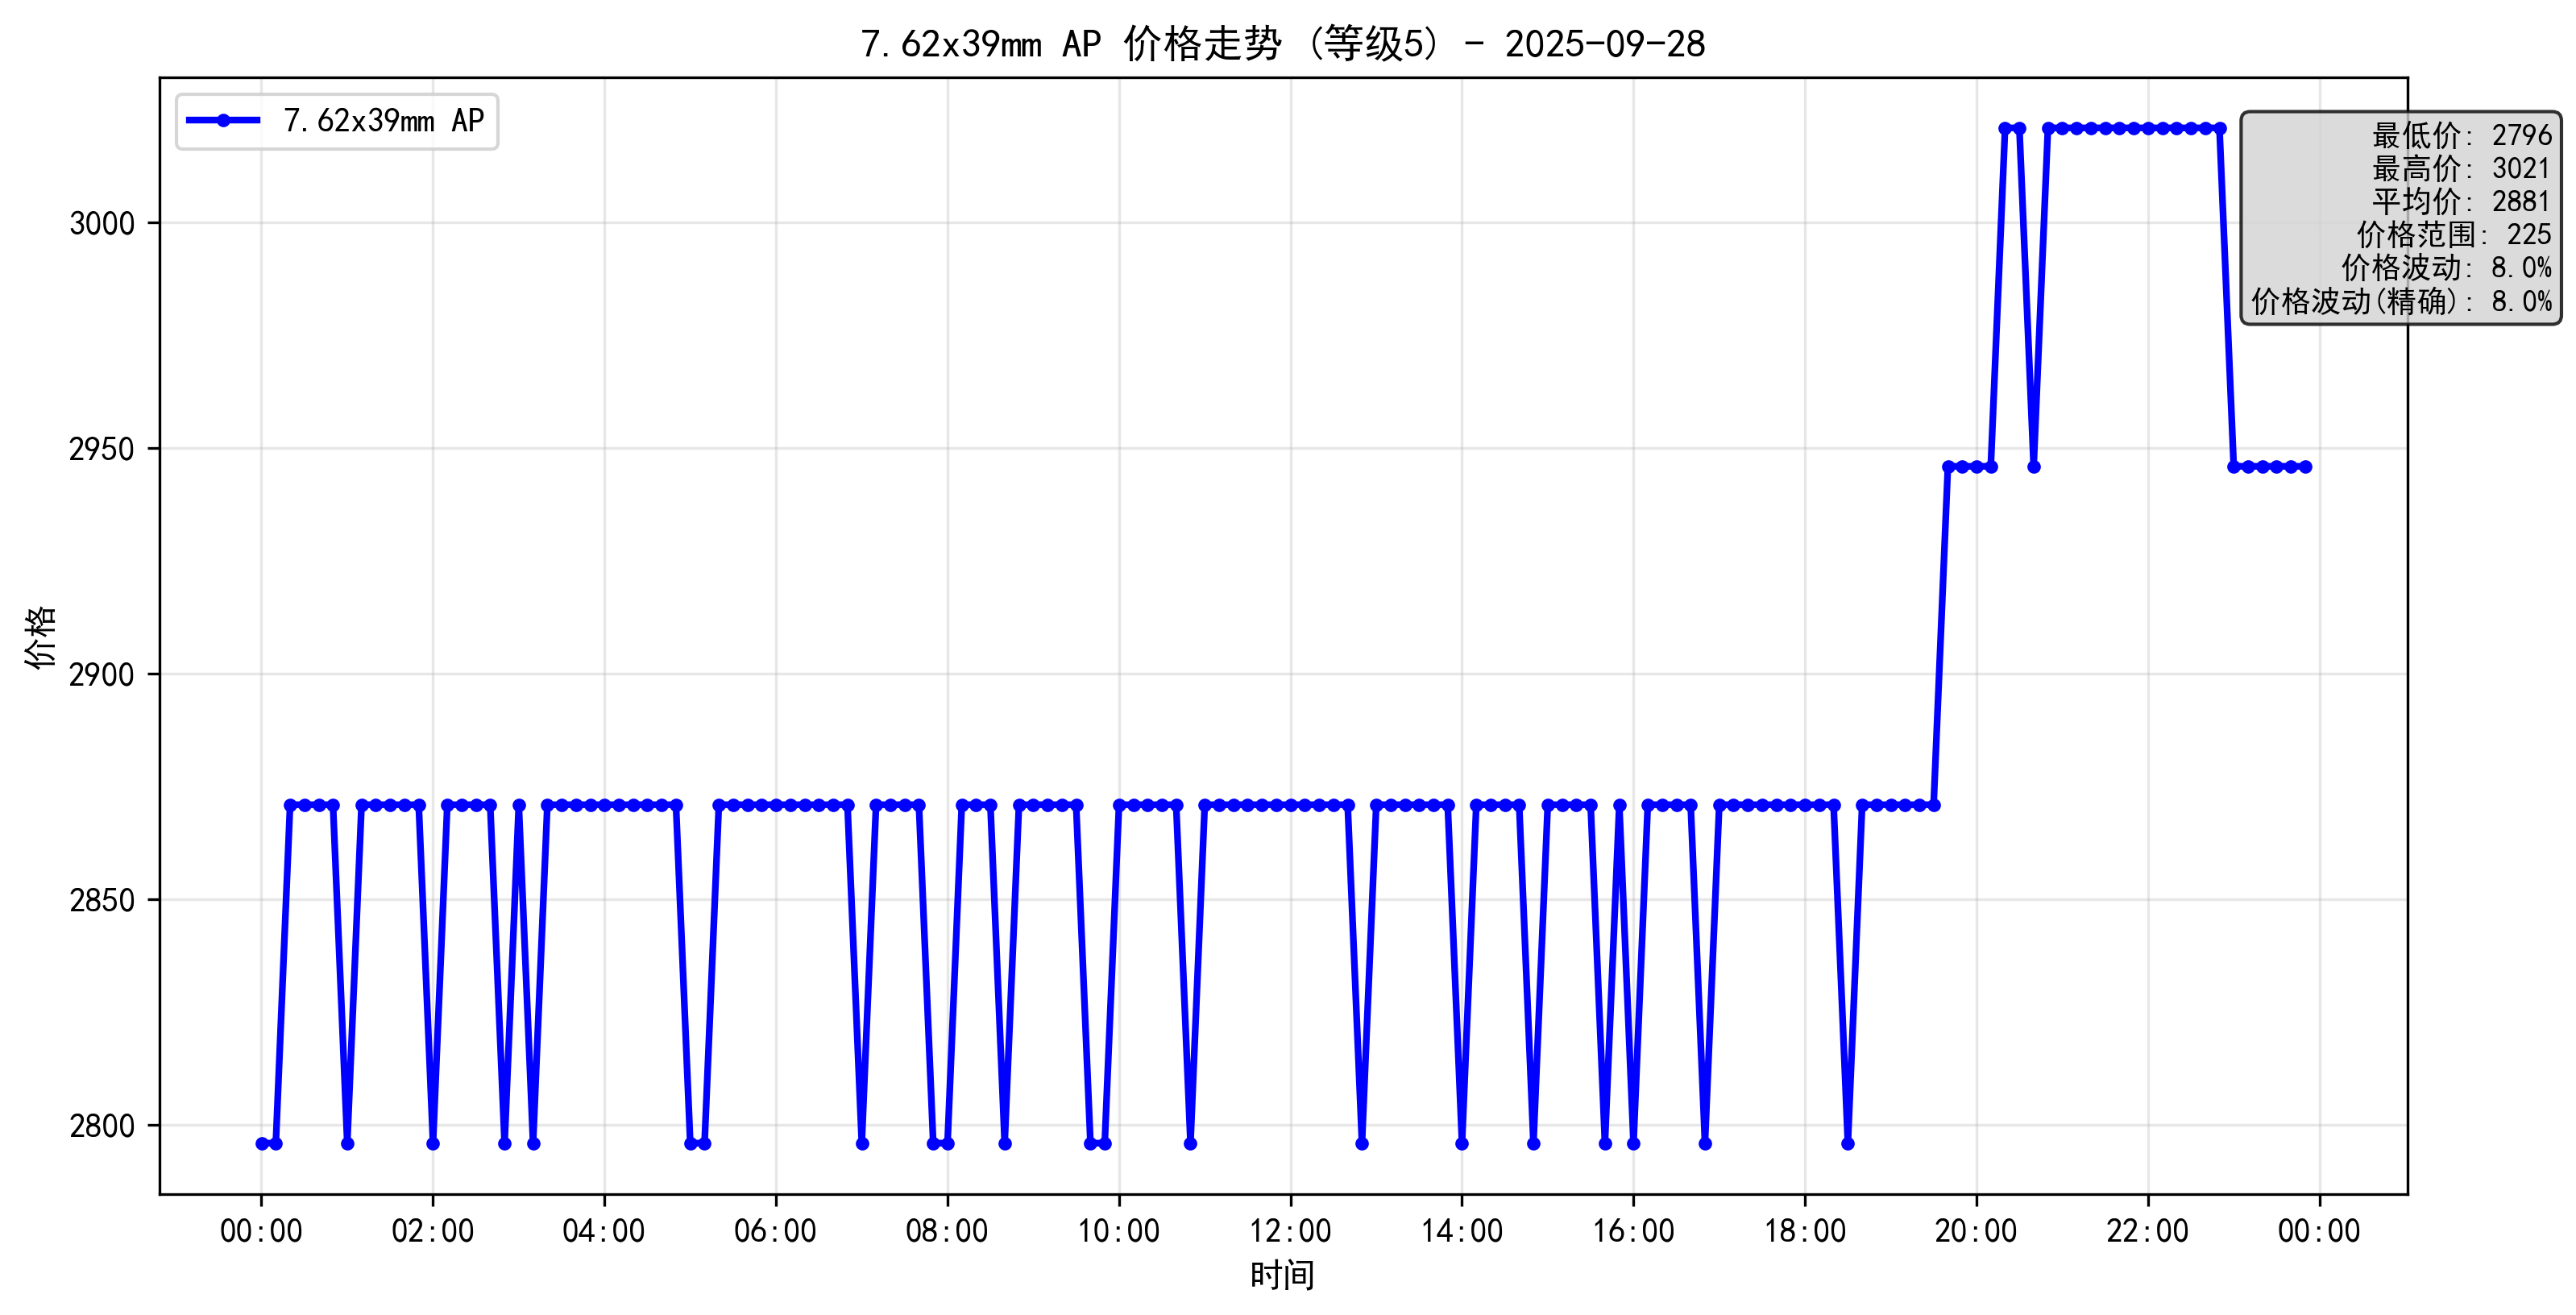 7.62x39mm AP 价格走势 (等级5) - 2025-09-28
7.62x39mm AP
最低价: 2796
最高价: 3021
平均价: 2881
价格范围: 225
价格波动: 8.0%
价格波动(精确): 8.0%
3000
2950
2900
2850
2800
价格
00:00 02:00 04:00 06:00 08:00 10:00 12:00 14:00 16:00 18:00 20:00 22:00 00:00
时间